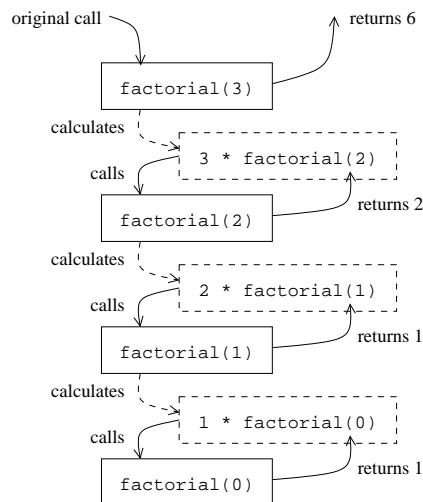 original call
returns 6
factorial(3)
calculates
3 * factorial(2)
calls
factorial(2)
returns 2
calculates
2 * factorial(1)
calls
factorial(1)
returns 1
calculates
1 * factorial(0)
calls
factorial(0)
returns 1